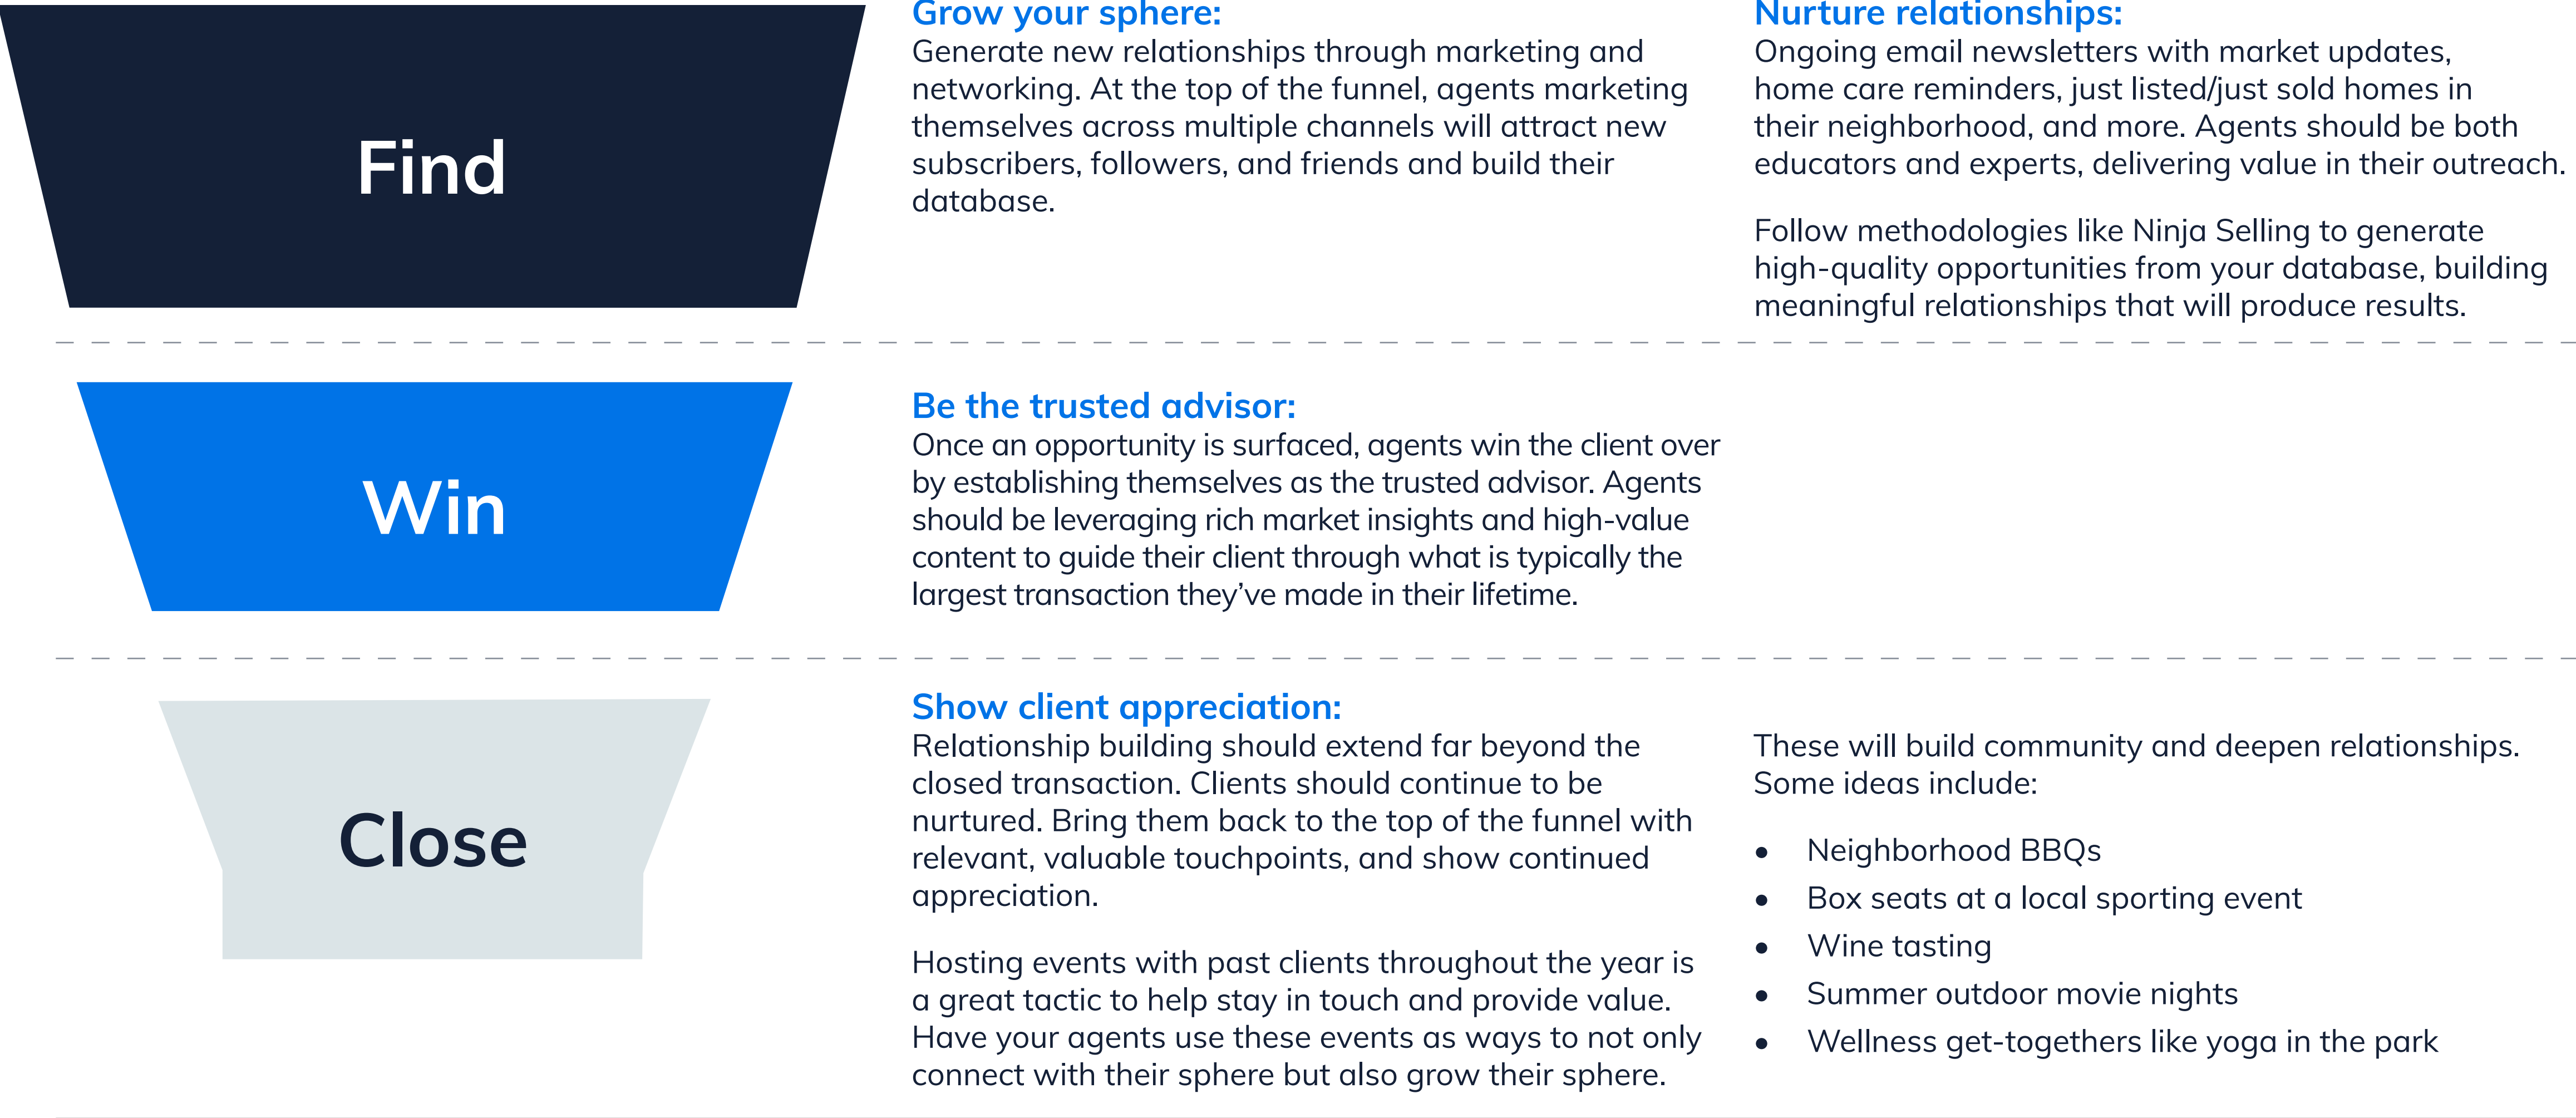 Find
Grow your sphere:
Generate new relationships through marketing and
networking. At the top of the funnel, agents marketing
themselves across multiple channels will attract new
subscribers, followers, and friends and build their
database.
Nurture relationships:
Ongoing email newsletters with market updates,
home care reminders, just listed/just sold homes in
their neighborhood, and more. Agents should be both
educators and experts, delivering value in their outreach.
Follow methodologies like Ninja Selling to generate
high-quality opportunities from your database, building
meaningful relationships that will produce results.
Win
Be the trusted advisor:
Once an opportunity is surfaced, agents win the client over
by establishing themselves as the trusted advisor. Agents
should be leveraging rich market insights and high-value
content to guide their client through what is typically the
largest transaction they’ve made in their lifetime.
Close
Show client appreciation:
Relationship building should extend far beyond the
closed transaction. Clients should continue to be
nurtured. Bring them back to the top of the funnel with
relevant, valuable touchpoints, and show continued
appreciation.
Hosting events with past clients throughout the year is
a great tactic to help stay in touch and provide value.
Have your agents use these events as ways to not only
connect with their sphere but also grow their sphere.
These will build community and deepen relationships.
Some ideas include:
• Neighborhood BBQs
• Box seats at a local sporting event
• Wine tasting
• Summer outdoor movie nights
• Wellness get-togethers like yoga in the park